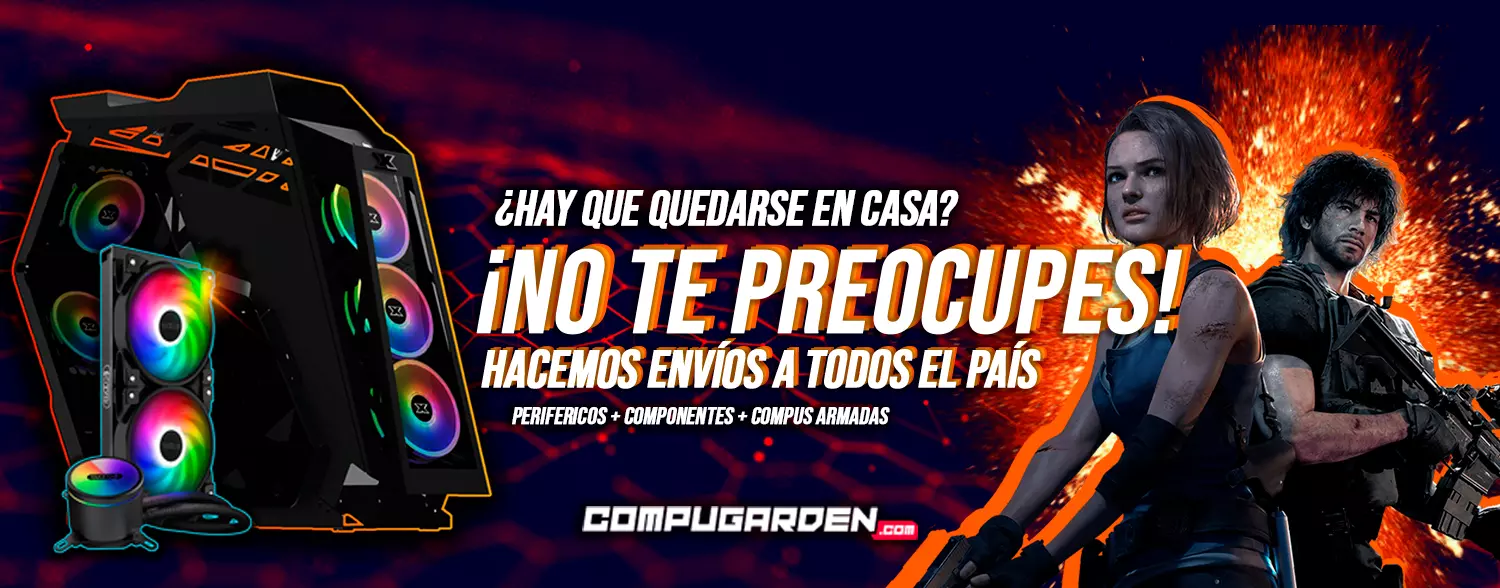 ¿HAY QUE QUEDARSE EN CASA?
¡NO TE PREOCUPES!
HACEMOS ENVÍOS A TODOS EL PAÍS
PERIFERICOS + COMPONENTES + COMPUS ARMADAS
COMPUGARDEN.COM